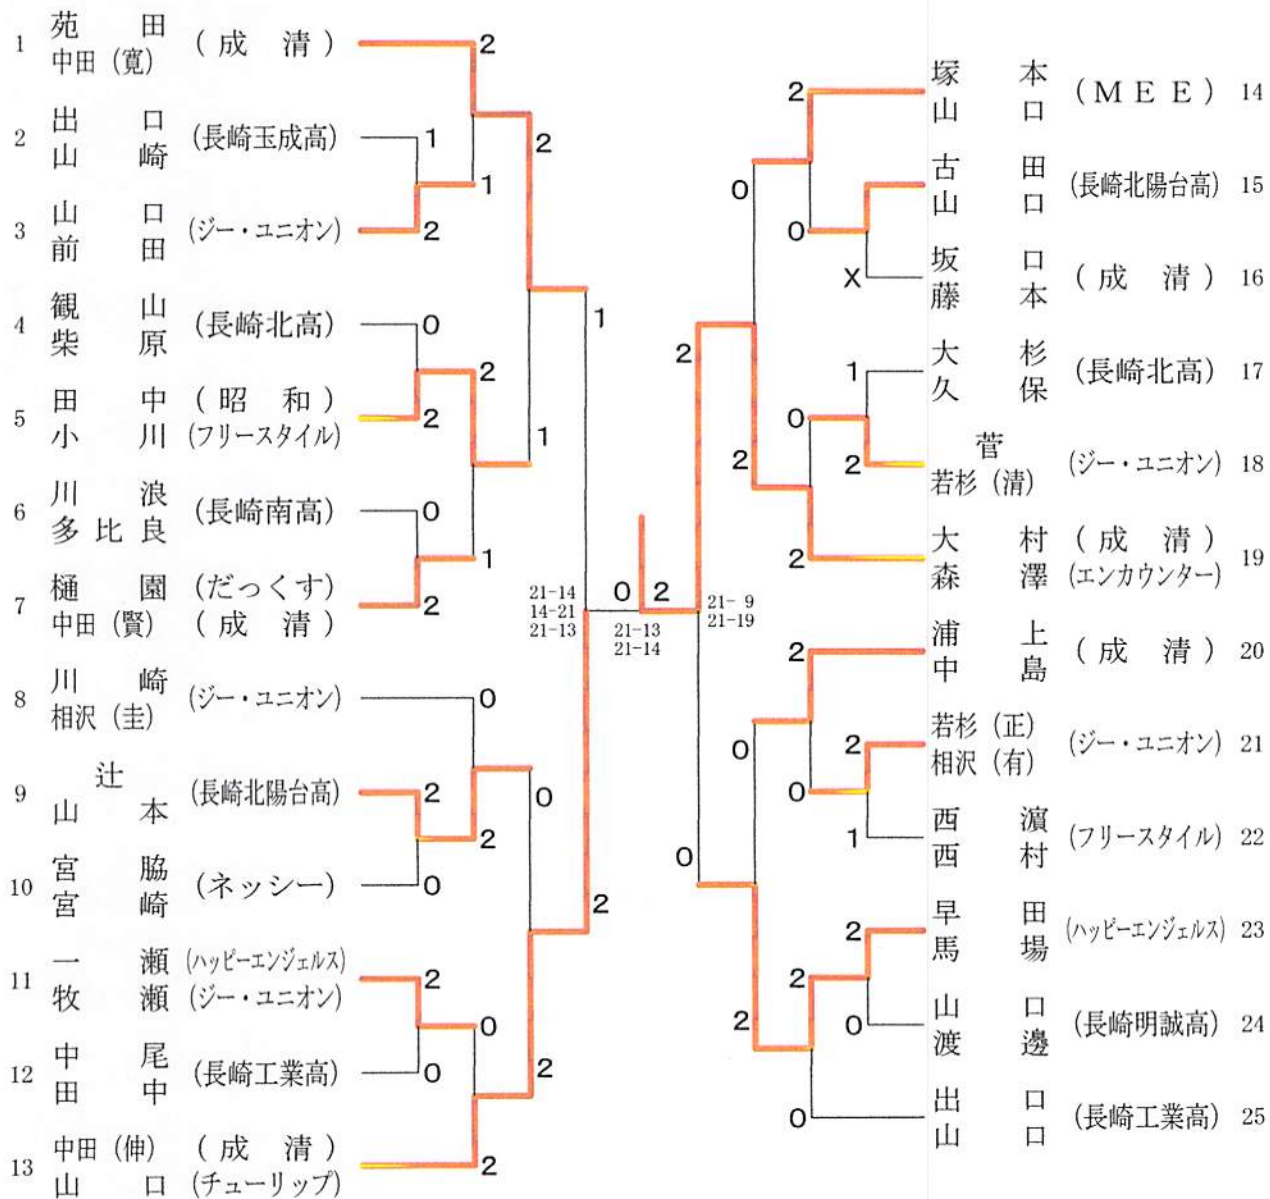 1 苑田 (成清)
中田(寛)
2
1 2
2 出口 (長崎玉成高)
山崎
1
3 山口 (ジー・ユニオン)
前田
2
4 観山 (長崎北高)
柴原
0
2
1
5 田中 (昭和)
小川 (フリースタイル)
2
1
6 川浪 (長崎南高)
多比良
0
1
7 樋園 (だっくす)
中田(賢) (成清)
2
21-14
14-21
21-13
0 2
21-13
21-14
21- 9
21-19
8 川崎 (ジー・ユニオン)
相沢(圭)
0
9 辻 (長崎北陽台高)
山本
2
2
0
10 宮脇 (ネッシー)
宮崎
0
2
11 一瀬 (ハッピーエンジェルス)
牧瀬 (ジー・ユニオン)
2
0
12 中尾 (長崎工業高)
田中
0
2
13 中田(伸) (成清)
山口 (チューリップ)
2
2
塚本 (MEE) 14
山口
0
古田 (長崎北陽台高) 15
山口
0
X
坂口 (成清) 16
藤本
2
1
大杉 (長崎北高) 17
久保
0
2
2
菅 (ジー・ユニオン) 18
若杉(清)
2
大村 (成清) 19
森澤 (エンカウンター)
2
浦上 (成清) 20
中島
0
2
若杉(正) (ジー・ユニオン) 21
相沢(有)
0
1
西濵 (フリースタイル) 22
西村
0
2
早田 (ハッピーエンジェルス) 23
馬場
2
2
0
山口 (長崎明誠高) 24
渡邊
0
出口 (長崎工業高) 25
山口